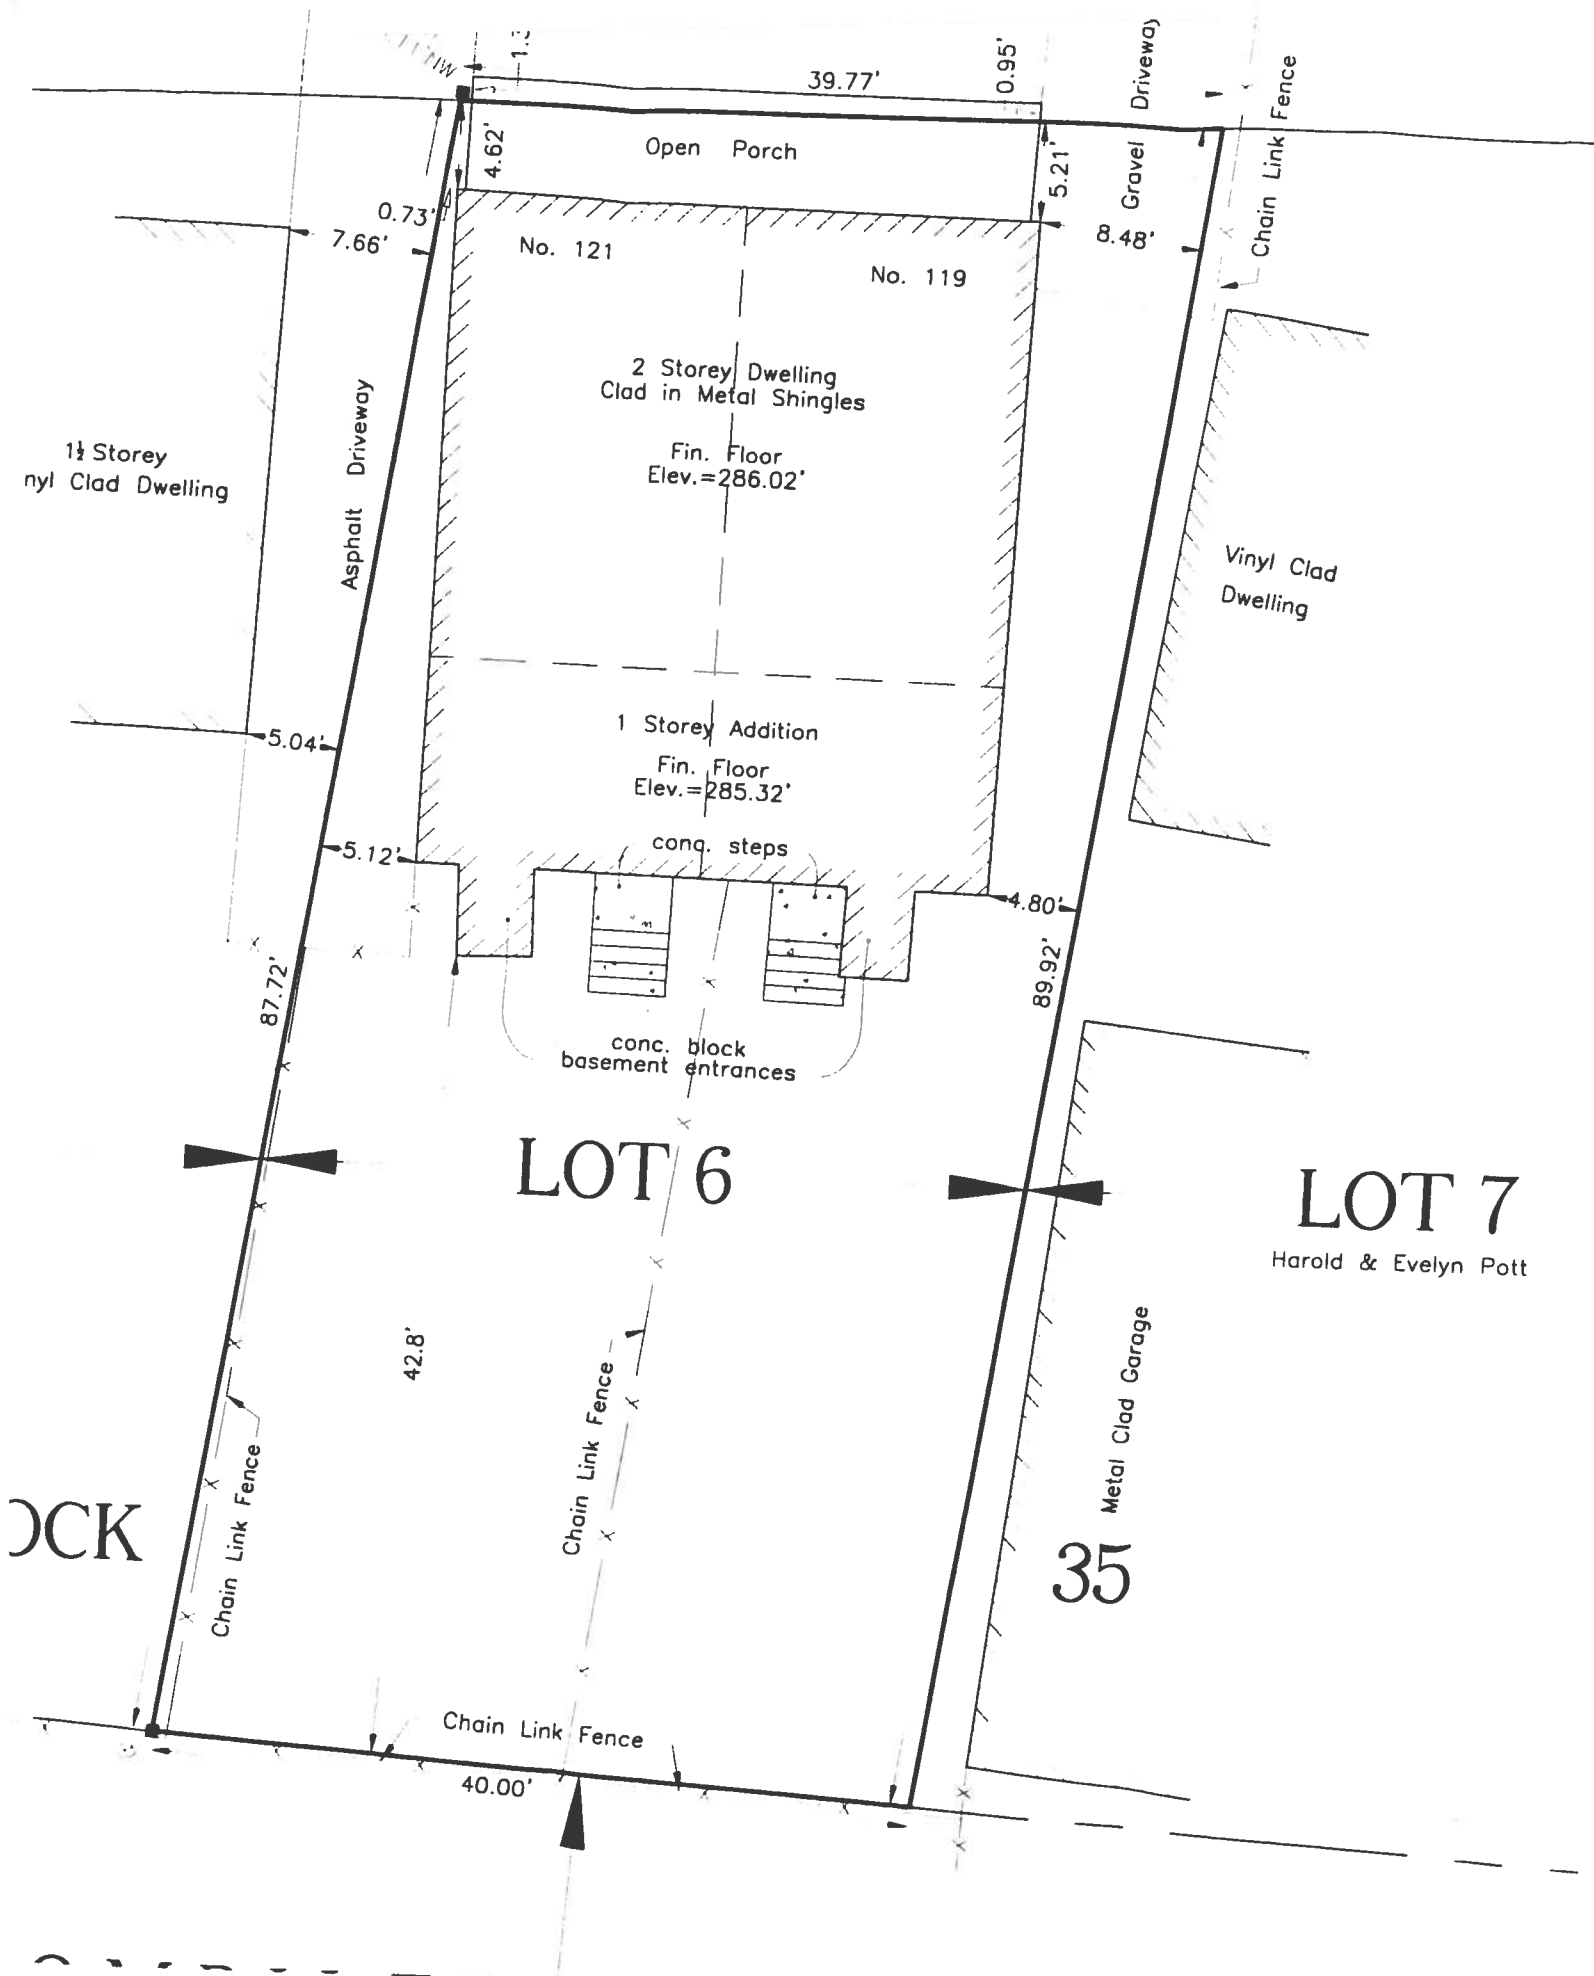 39.77'
0.95'
Gravel Driveway
Chain Link Fence
4.62'
Open Porch
5.21'
0.73'
7.66'
8.48'
No. 121
No. 119
2 Storey Dwelling
Clad in Metal Shingles
Fin. Floor
Elev.=286.02'
Asphalt Driveway
1½ Storey
nyl Clad Dwelling
Vinyl Clad
Dwelling
1 Storey Addition
Fin. Floor
Elev.=285.32'
5.04'
5.12'
conc. steps
4.80'
87.72'
89.92'
conc. block
basement entrances
LOT 6
LOT 7
Harold & Evelyn Pott
42.8'
Chain Link Fence
Chain Link Fence
Metal Clad Garage
OCK
35
Chain Link Fence
40.00'